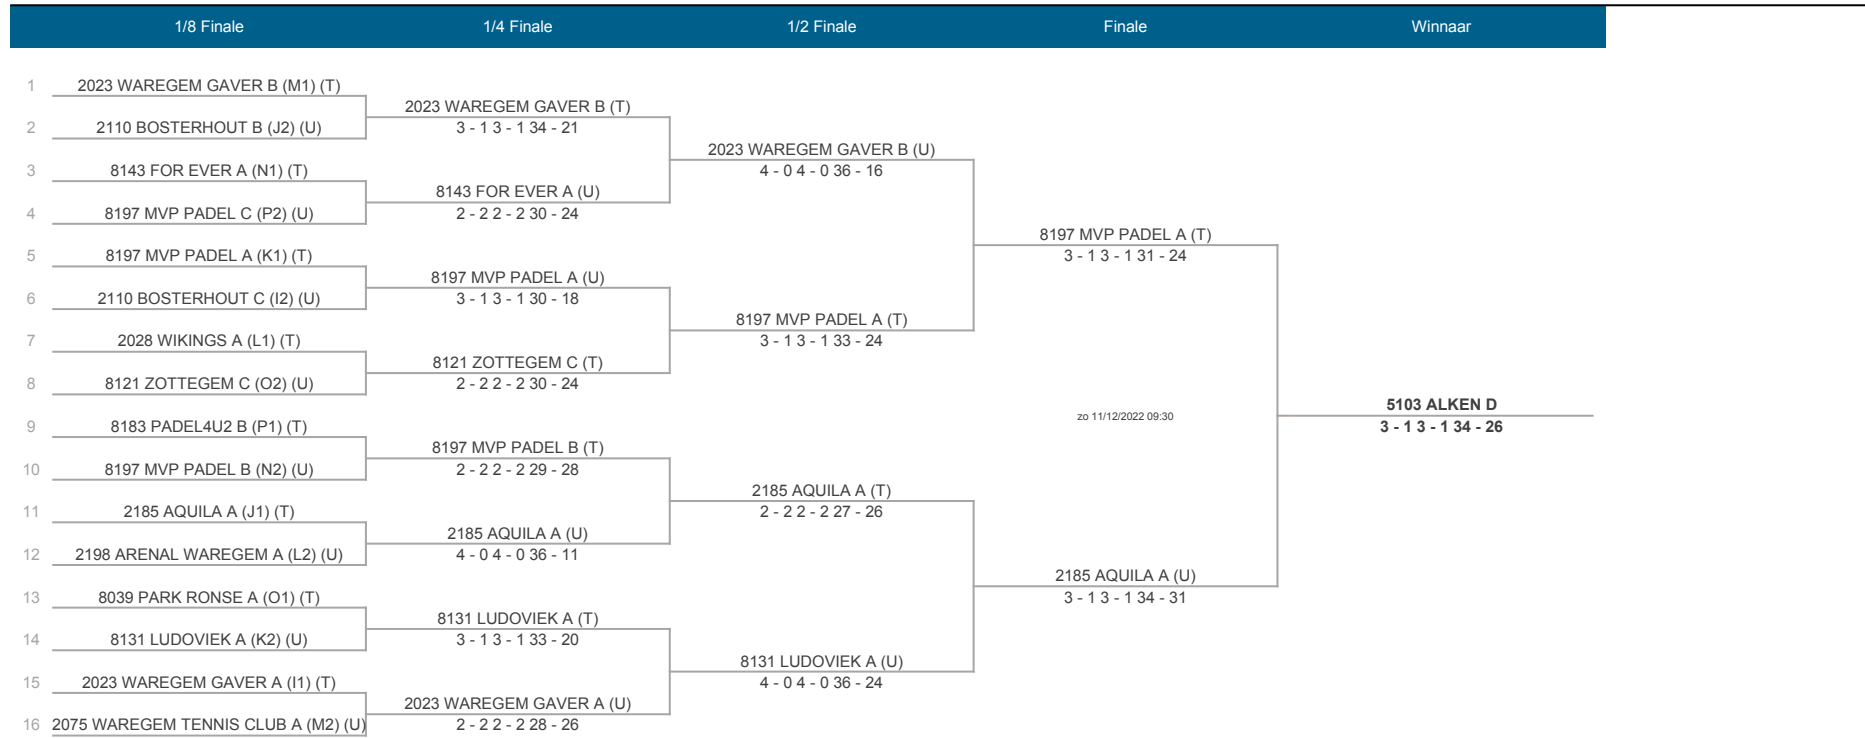 1/8 Finale 1/4 Finale 1/2 Finale Finale Winnaar
1 2023 WAREGEM GAVER B (M1) (T)
2023 WAREGEM GAVER B (T)
2 2110 BOSTERHOUT B (J2) (U)
3 - 1 3 - 1 34 - 21
2023 WAREGEM GAVER B (U)
3 8143 FOR EVER A (N1) (T)
4 - 0 4 - 0 36 - 16
8143 FOR EVER A (U)
4 8197 MVP PADEL C (P2) (U)
2 - 2 2 - 2 30 - 24
8197 MVP PADEL A (T)
5 8197 MVP PADEL A (K1) (T)
3 - 1 3 - 1 31 - 24
8197 MVP PADEL A (U)
6 2110 BOSTERHOUT C (I2) (U)
3 - 1 3 - 1 30 - 18
8197 MVP PADEL A (T)
7 2028 WIKINGS A (L1) (T)
3 - 1 3 - 1 33 - 24
8121 ZOTTEGEM C (T)
8 8121 ZOTTEGEM C (O2) (U)
2 - 2 2 - 2 30 - 24
5103 ALKEN D
zo 11/12/2022 09:30
9 8183 PADEL4U2 B (P1) (T)
3 - 1 3 - 1 34 - 26
8197 MVP PADEL B (T)
10 8197 MVP PADEL B (N2) (U)
2 - 2 2 - 2 29 - 28
2185 AQUILA A (T)
11 2185 AQUILA A (J1) (T)
2 - 2 2 - 2 27 - 26
2185 AQUILA A (U)
12 2198 ARENAL WAREGEM A (L2) (U)
4 - 0 4 - 0 36 - 11
2185 AQUILA A (U)
13 8039 PARK RONSE A (O1) (T)
3 - 1 3 - 1 34 - 31
8131 LUDOVIEK A (T)
14 8131 LUDOVIEK A (K2) (U)
3 - 1 3 - 1 33 - 20
8131 LUDOVIEK A (U)
15 2023 WAREGEM GAVER A (I1) (T)
4 - 0 4 - 0 36 - 24
2023 WAREGEM GAVER A (U)
16 2075 WAREGEM TENNIS CLUB A (M2) (U)
2 - 2 2 - 2 28 - 26